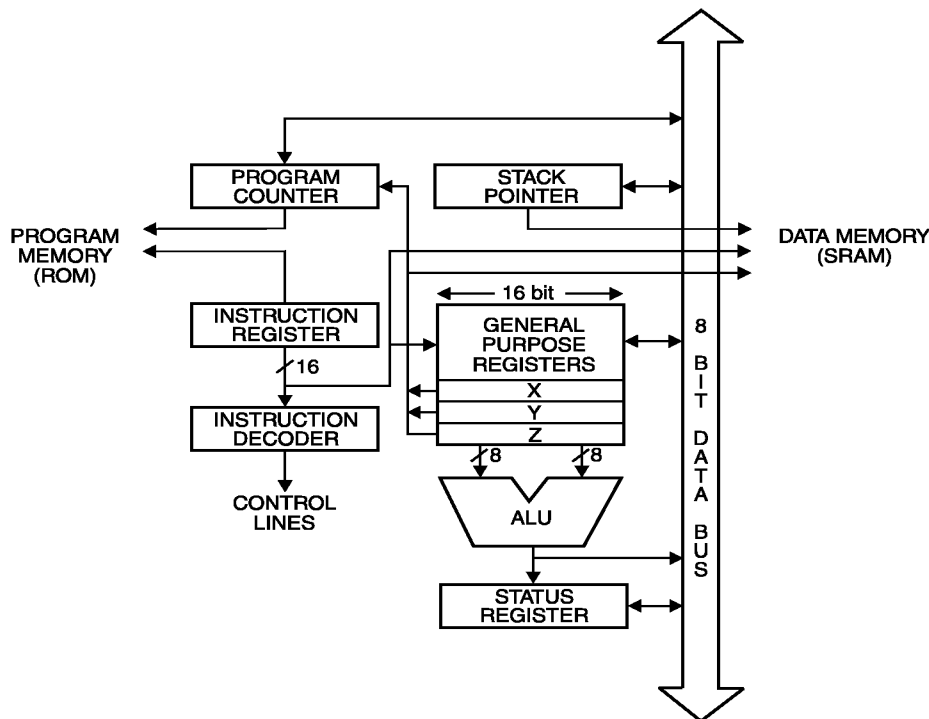 PROGRAM
COUNTER
STACK
POINTER
PROGRAM
MEMORY
(ROM)
DATA MEMORY
(SRAM)
16 bit
INSTRUCTION
REGISTER
GENERAL
PURPOSE
REGISTERS
16
X
Y
Z
INSTRUCTION
DECODER
8
8
CONTROL
LINES
ALU
STATUS
REGISTER
8 BIT DATA BUS